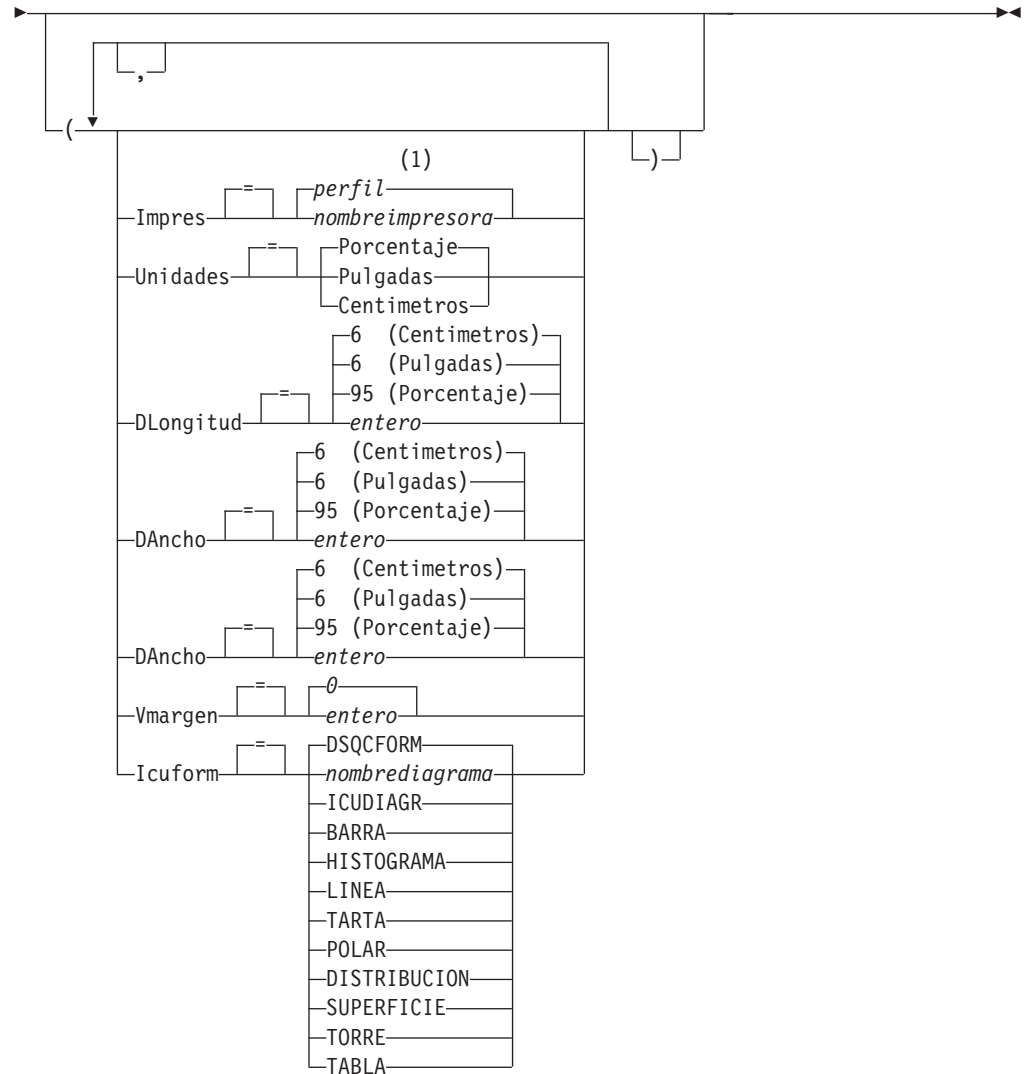 ,
(
)
(1)
Impres = perfil
nombreimpresora
Unidades = Porcentaje
Pulgadas
Centimetros
DLongitud = 6 (Centimetros)
6 (Pulgadas)
95 (Porcentaje)
entero
DAncho = 6 (Centimetros)
6 (Pulgadas)
95 (Porcentaje)
entero
DAncho = 6 (Centimetros)
6 (Pulgadas)
95 (Porcentaje)
entero
Vmargen = 0
entero
Icuform = DSQCFORM
nombrediagrama
ICUDIAGR
BARRA
HISTOGRAMA
LINEA
TARTA
POLAR
DISTRIBUCION
SUPERFICIE
TORRE
TABLA